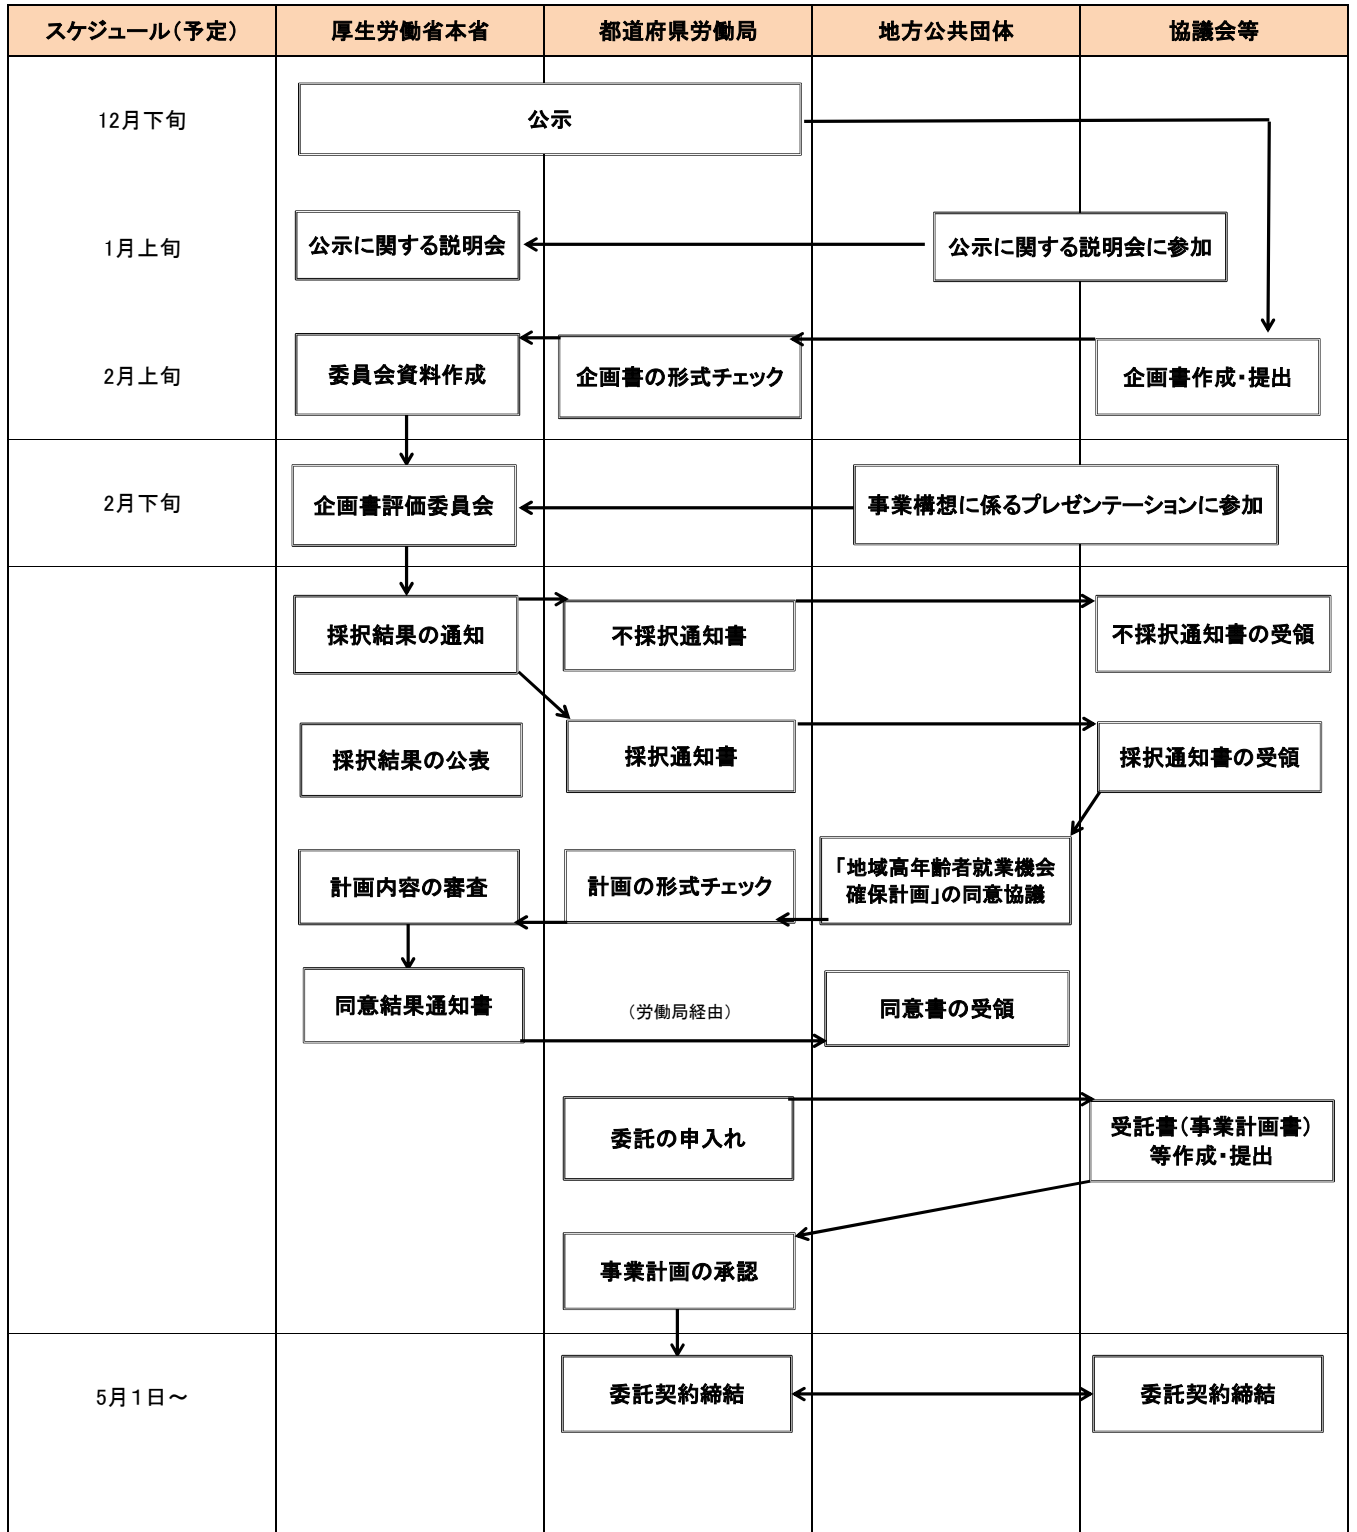 スケジュール(予定)
厚生労働省本省
都道府県労働局
地方公共団体
協議会等
12月下旬
公示
1月上旬
公示に関する説明会
公示に関する説明会に参加
2月上旬
委員会資料作成
企画書の形式チェック
企画書作成・提出
2月下旬
企画書評価委員会
事業構想に係るプレゼンテーションに参加
採択結果の通知
不採択通知書
不採択通知書の受領
採択結果の公表
採択通知書
採択通知書の受領
計画内容の審査
計画の形式チェック
「地域高年齢者就業機会
確保計画」の同意協議
同意結果通知書
(労働局経由)
同意書の受領
委託の申入れ
受託書(事業計画書)
等作成・提出
事業計画の承認
5月1日~
委託契約締結
委託契約締結